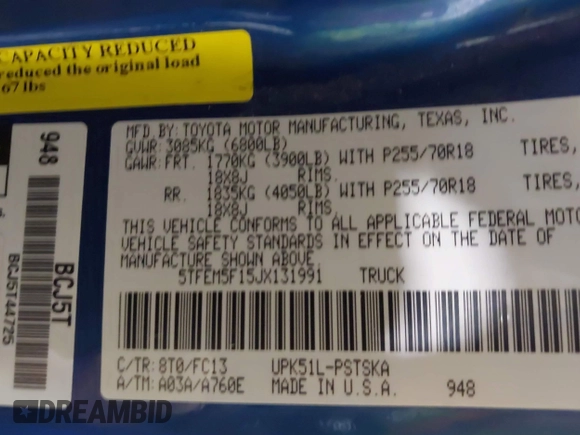 CAPACITY REDUCED
reduced the original load
67 lbs
MFD BY: TOYOTA MOTOR MANUFACTURING, TEXAS, INC.
GVWR: 3085KG (6800LB)
GAWR: FRT. 1770KG (3900LB) WITH P255/70R18 TIRES,
18X8J RIMS.
RR. 1835KG (4050LB) WITH P255/70R18 TIRES,
18X8J RIMS.
THIS VEHICLE CONFORMS TO ALL APPLICABLE FEDERAL MOTO
VEHICLE SAFETY STANDARDS IN EFFECT ON THE DATE OF
MANUFACTURE SHOWN ABOVE.
5TFEM5F15JX131991 TRUCK
C/TR: 8T0/FC13 UPK51L-PSTSKA
A/TM: A03A/A760E MADE IN U.S.A. 948
948
BCJ5T
BCJ5T44725
DREAMBID